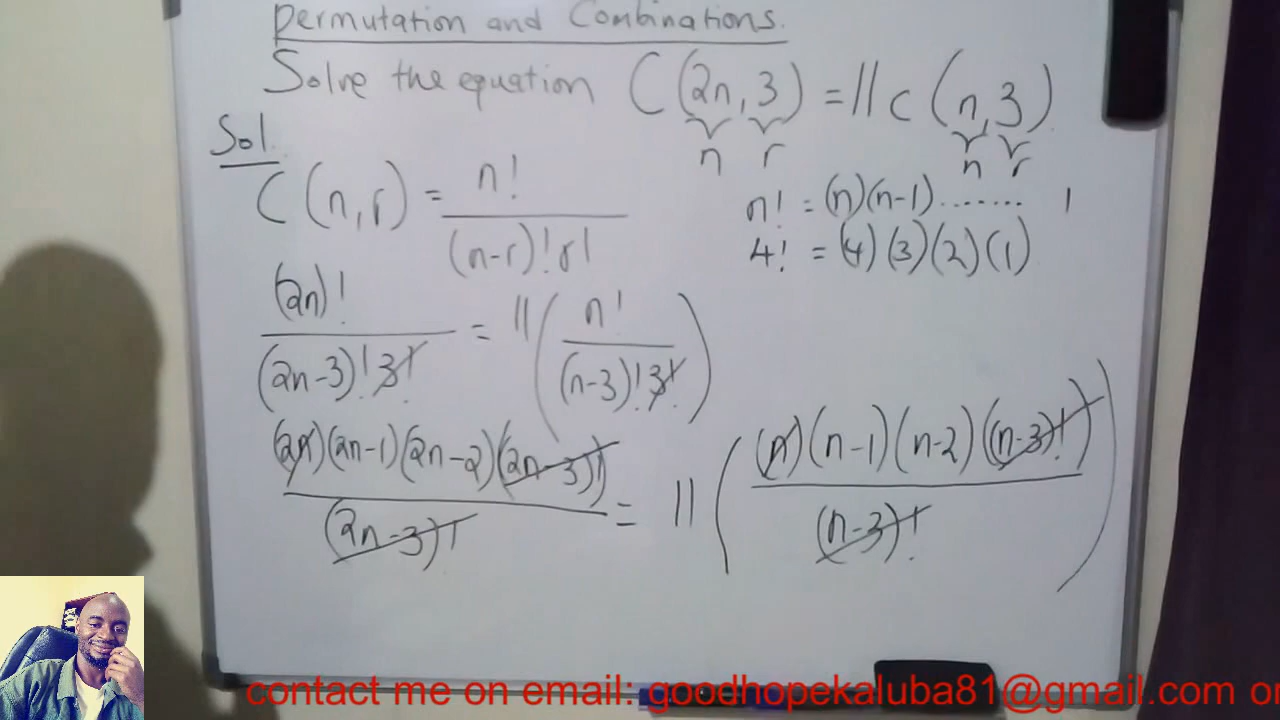 Permutation and Combinations.
Solve the equation C(2n,3) = 11 C(n,3)
n r n r
Sol.
C(n,r) = n! / (n-r)! r!
n! = (n)(n-1)....... 1
4! = (4)(3)(2)(1)
(2n)! / (2n-3)! 3! = 11 ( n! / (n-3)! 3! )
(2n)(2n-1)(2n-2)(2n-3)! / (2n-3)! = 11 ( (n)(n-1)(n-2)(n-3)! / (n-3)! )
contact me on email: goodhopekaluba81@gmail.com or